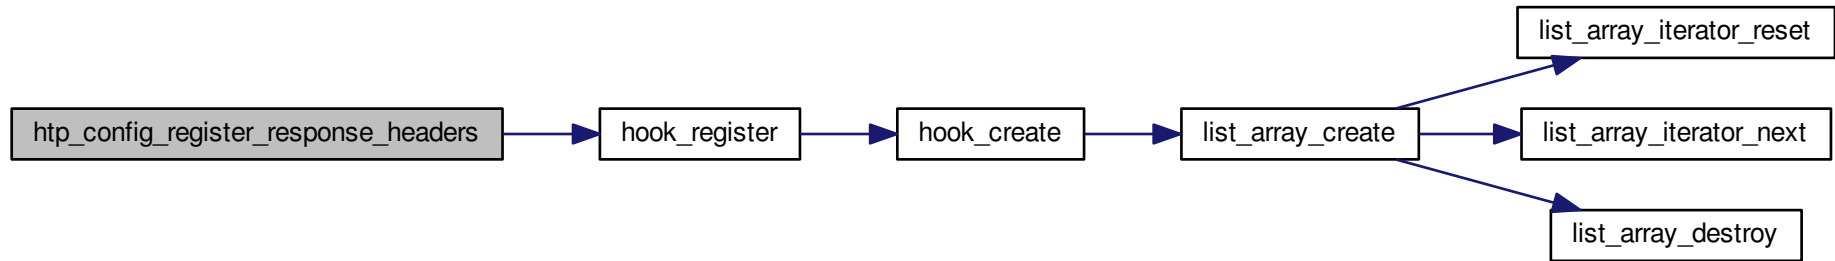 list_array_iterator_reset
htp_config_register_response_headers
hook_register
hook_create
list_array_create
list_array_iterator_next
list_array_destroy